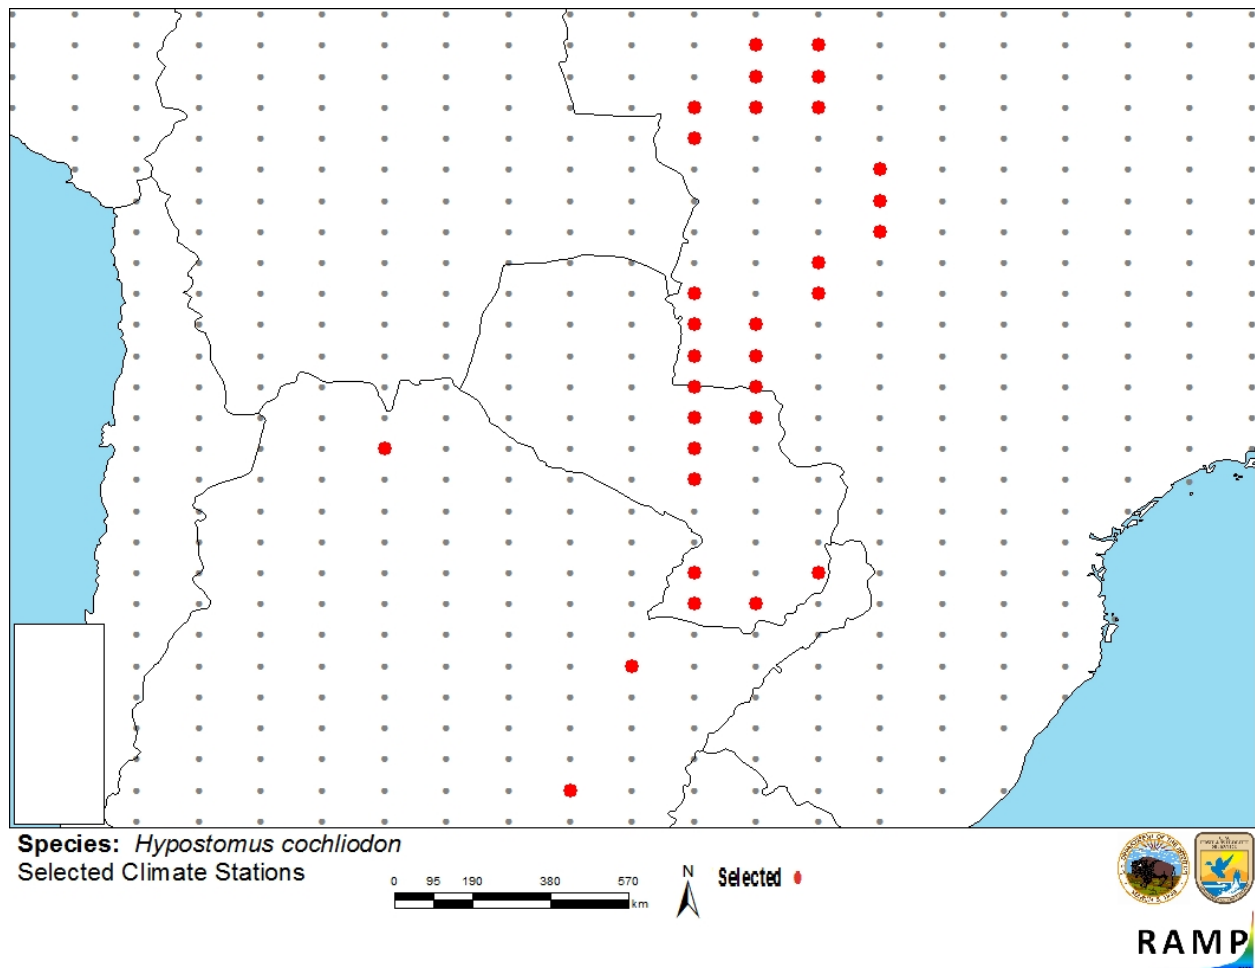 Species: Hypostomus cochliodon
Selected Climate Stations
0 95 190 380 570
km
N
Selected
RAMP